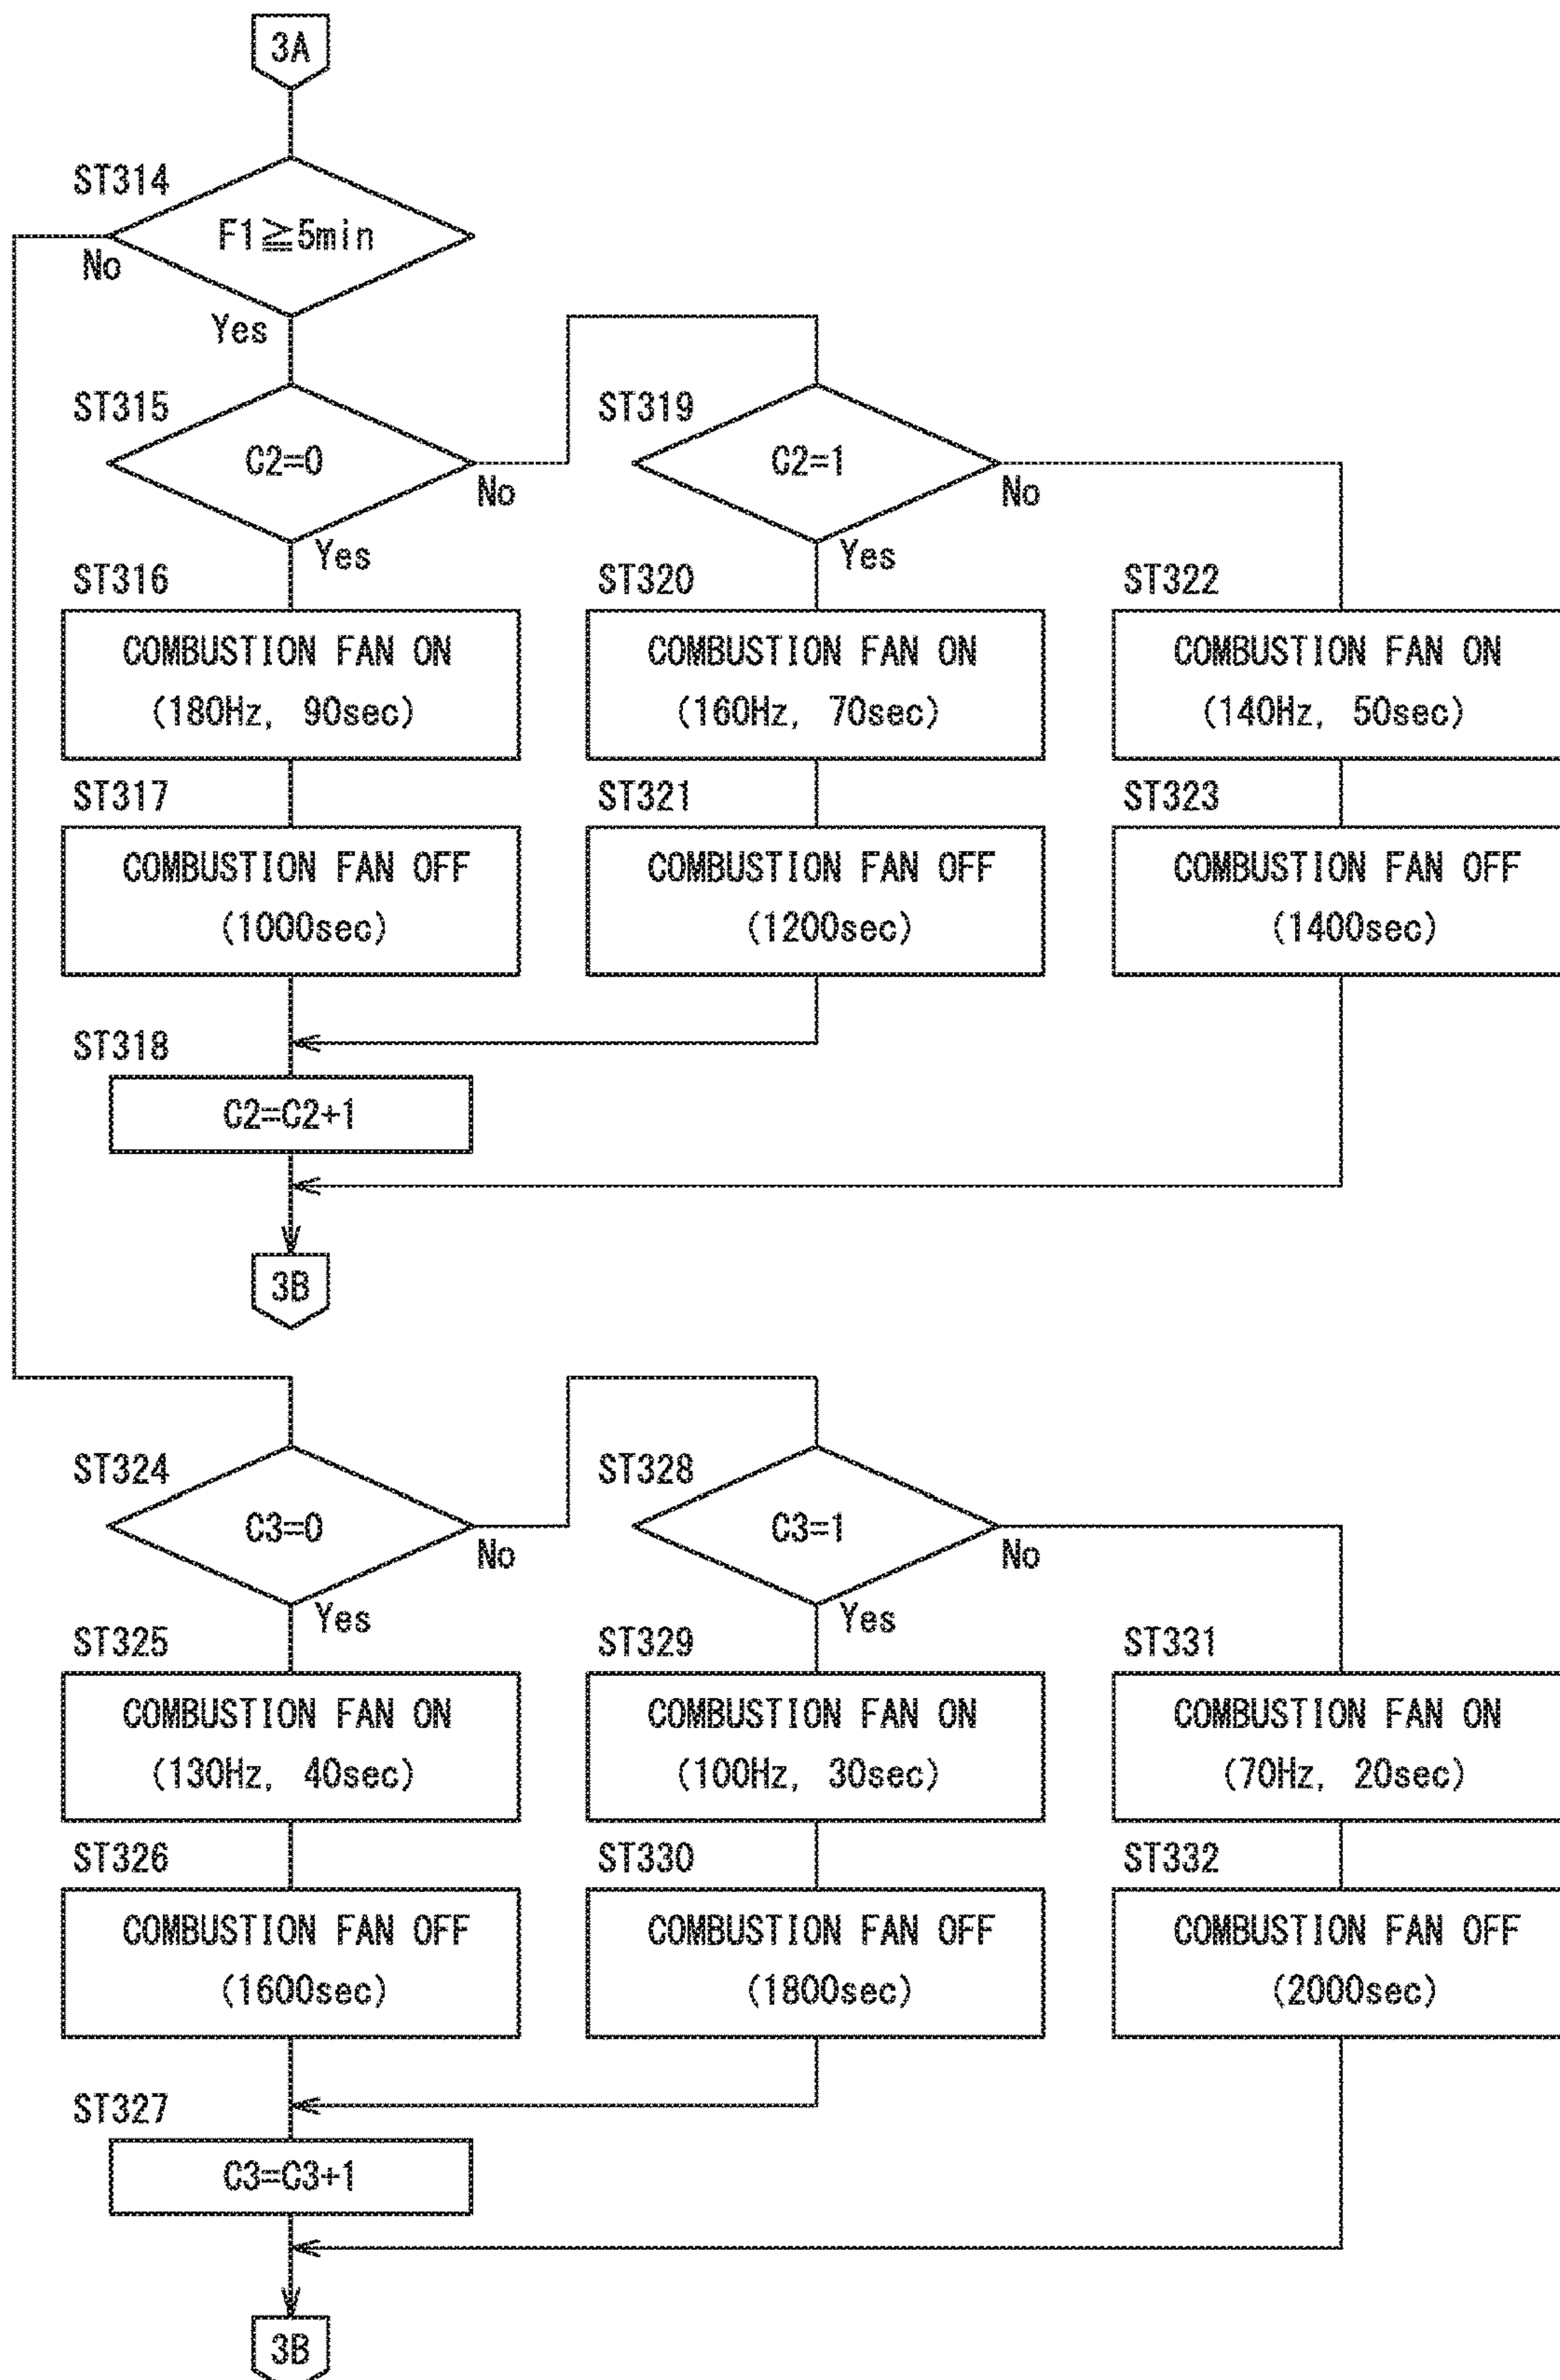 3A
ST314
F1≧5min
No
Yes
ST315
C2=0
No
Yes
ST319
C2=1
No
Yes
ST316
COMBUSTION FAN ON
(180Hz, 90sec)
ST320
COMBUSTION FAN ON
(160Hz, 70sec)
ST322
COMBUSTION FAN ON
(140Hz, 50sec)
ST317
COMBUSTION FAN OFF
(1000sec)
ST321
COMBUSTION FAN OFF
(1200sec)
ST323
COMBUSTION FAN OFF
(1400sec)
ST318
C2=C2+1
3B
ST324
C3=0
No
Yes
ST328
C3=1
No
Yes
ST325
COMBUSTION FAN ON
(130Hz, 40sec)
ST329
COMBUSTION FAN ON
(100Hz, 30sec)
ST331
COMBUSTION FAN ON
(70Hz, 20sec)
ST326
COMBUSTION FAN OFF
(1600sec)
ST330
COMBUSTION FAN OFF
(1800sec)
ST332
COMBUSTION FAN OFF
(2000sec)
ST327
C3=C3+1
3B